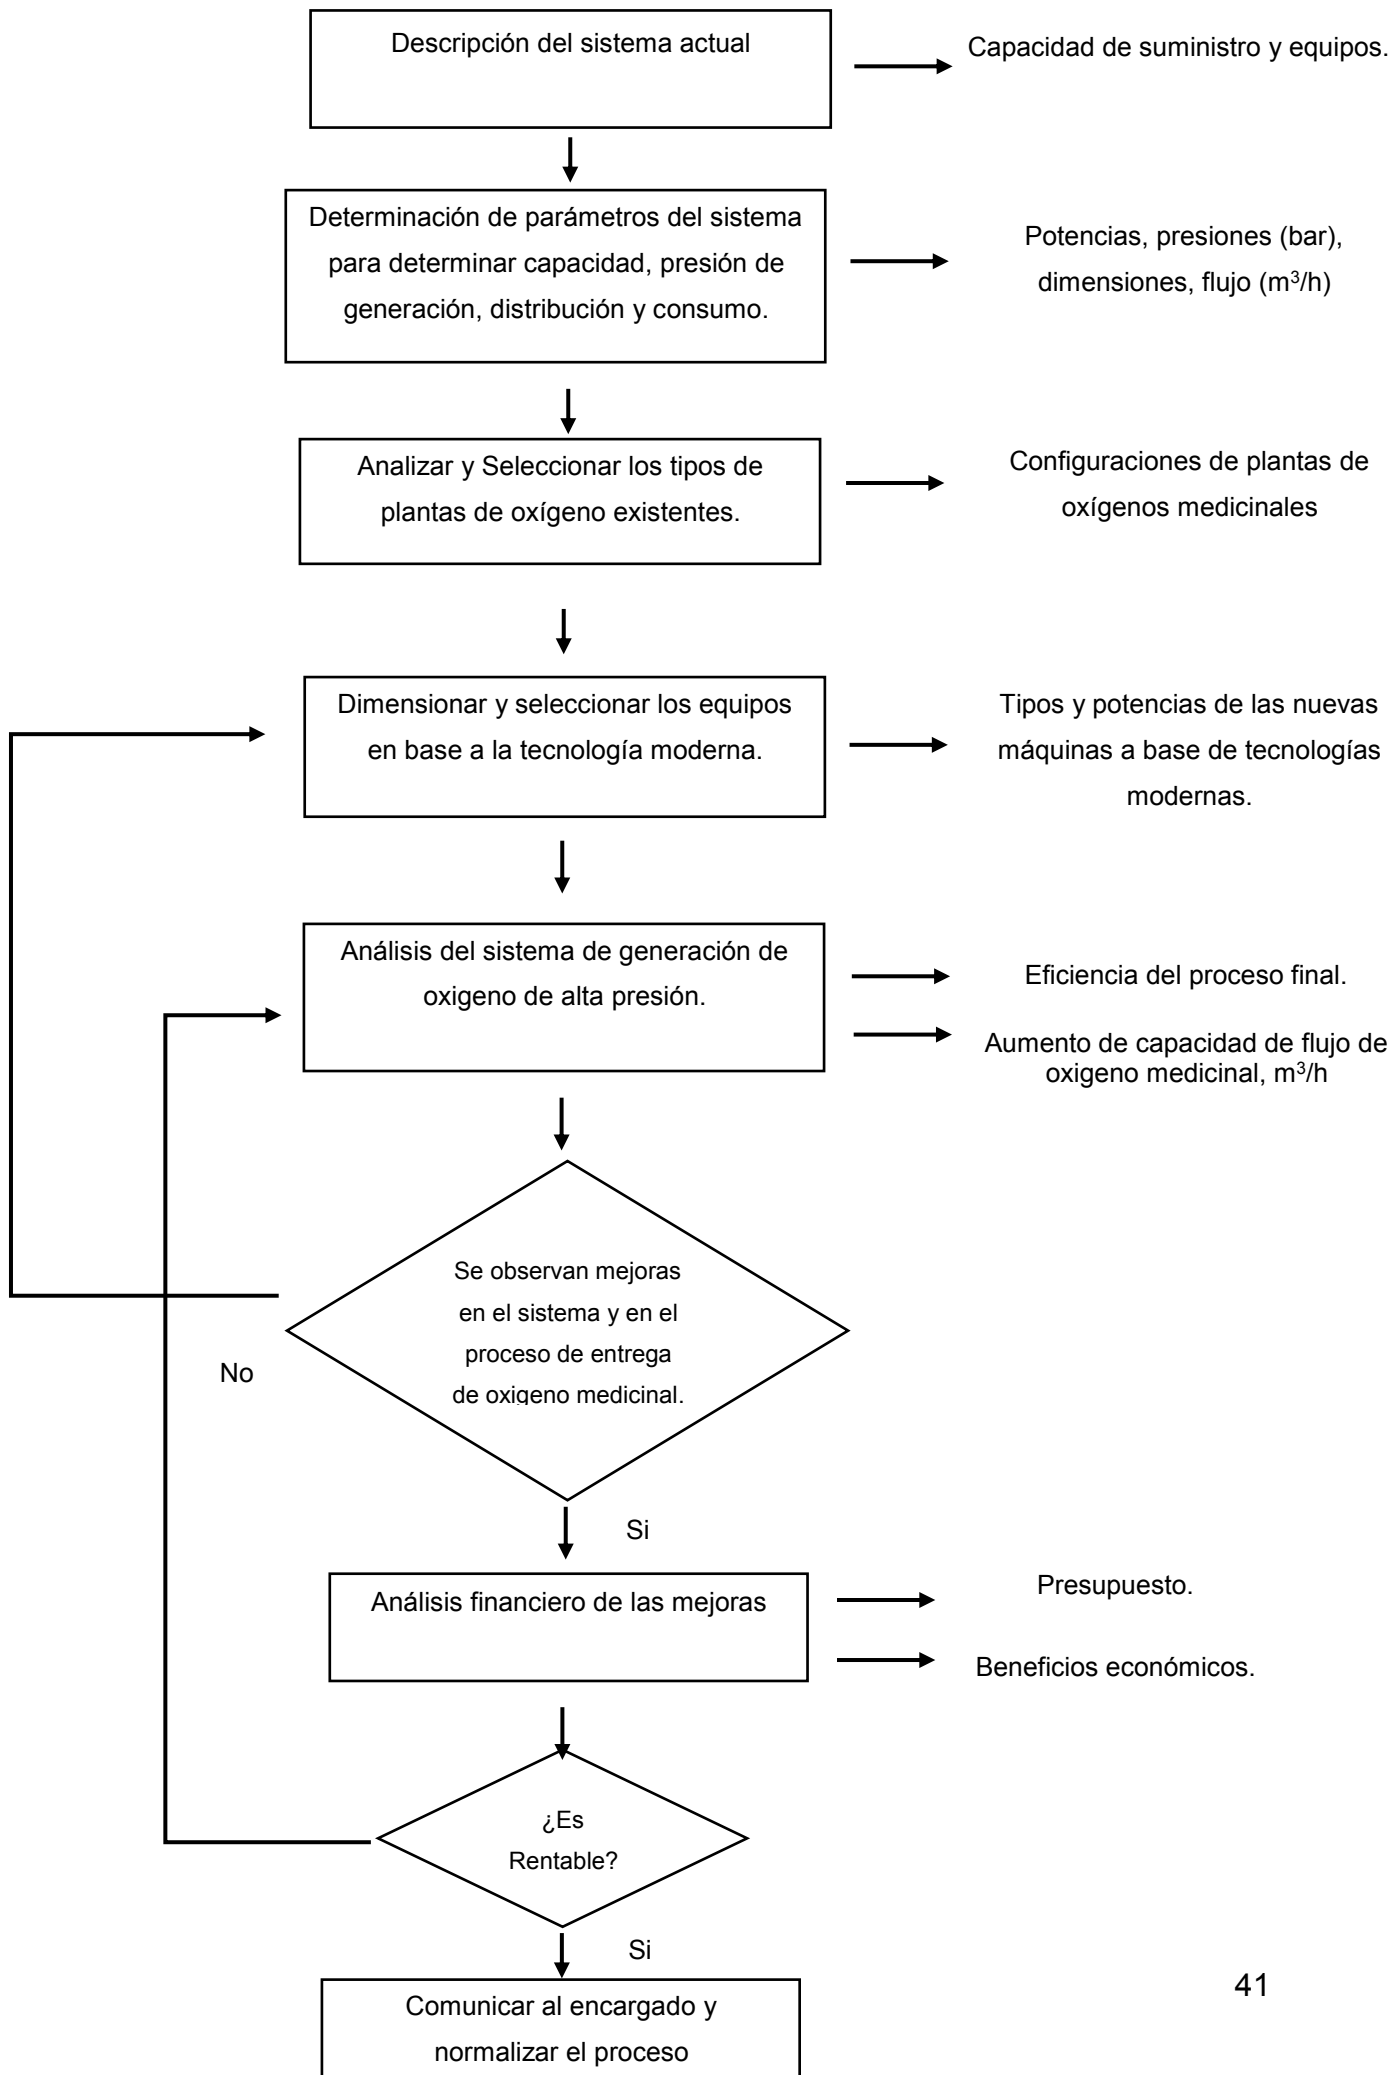 Descripción del sistema actual
Capacidad de suministro y equipos.
Determinación de parámetros del sistema
para determinar capacidad, presión de
generación, distribución y consumo.
Potencias, presiones (bar),
dimensiones, flujo (m³/h)
Analizar y Seleccionar los tipos de
plantas de oxígeno existentes.
Configuraciones de plantas de
oxígenos medicinales
Dimensionar y seleccionar los equipos
en base a la tecnología moderna.
Tipos y potencias de las nuevas
máquinas a base de tecnologías
modernas.
Análisis del sistema de generación de
oxigeno de alta presión.
Eficiencia del proceso final.
Aumento de capacidad de flujo de
oxigeno medicinal, m³/h
Se observan mejoras
en el sistema y en el
proceso de entrega
de oxigeno medicinal.
No
Si
Análisis financiero de las mejoras
Presupuesto.
Beneficios económicos.
¿Es
Rentable?
Si
Comunicar al encargado y
normalizar el proceso
41